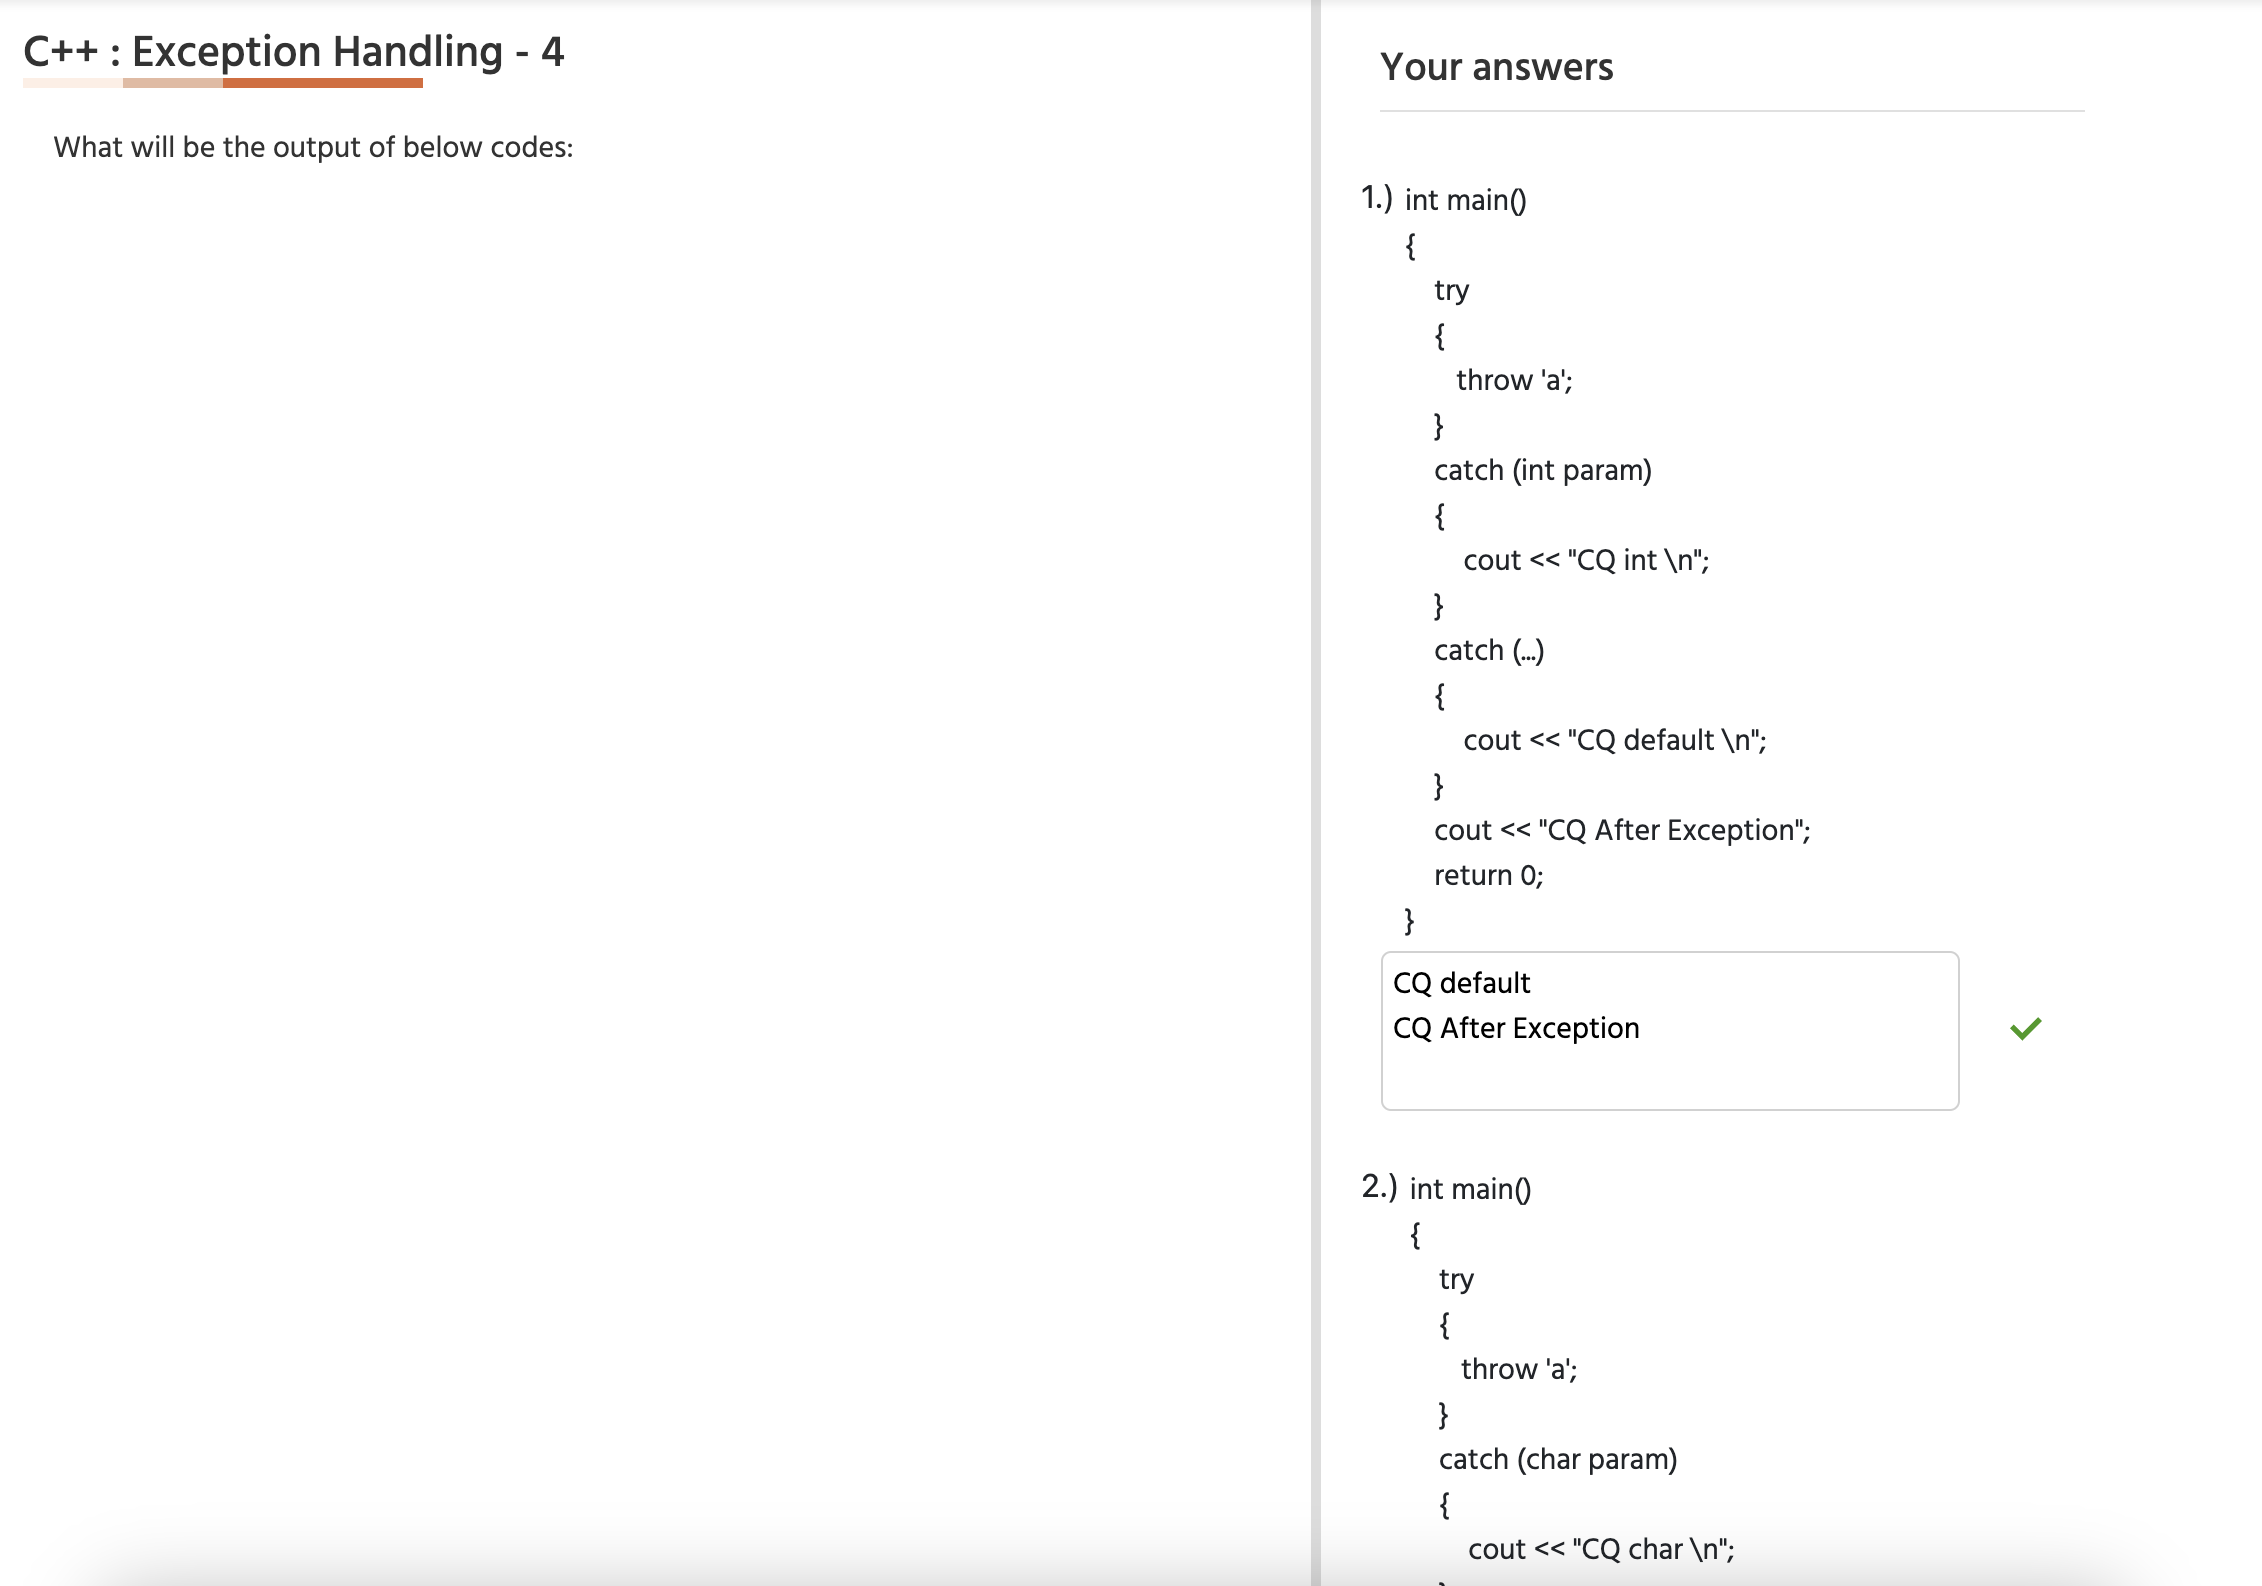 C++ : Exception Handling - 4
What will be the output of below codes:
Your answers
1.) int main()
{
try
{
throw 'a';
}
catch (int param)
{
cout << "CQ int \n";
}
catch (...)
{
cout << "CQ default \n";
}
cout << "CQ After Exception";
return 0;
}
CQ default
CQ After Exception
2.) int main()
{
try
{
throw 'a';
}
catch (char param)
{
cout << "CQ char \n";